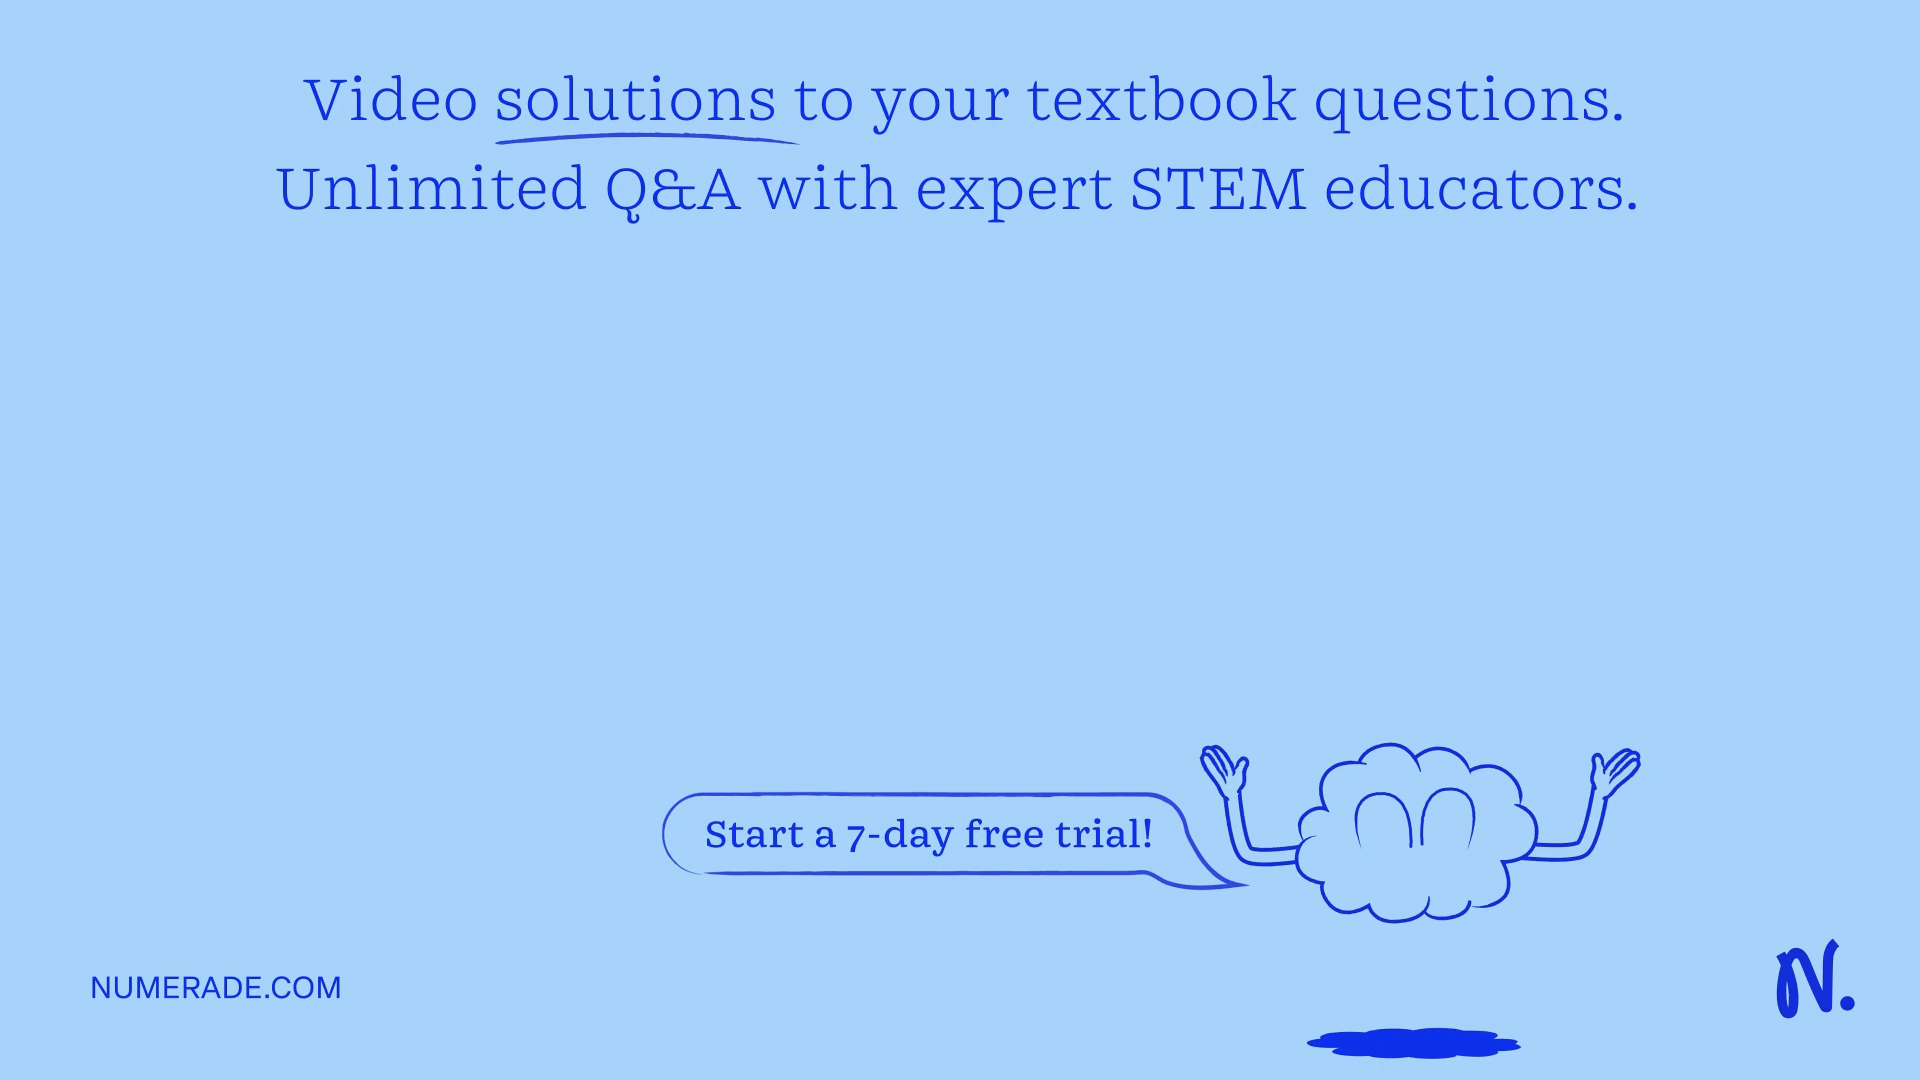 Video solutions to your textbook questions.
Unlimited Q&A with expert STEM educators.
Start a 7-day free trial!
NUMERADE.COM
N.